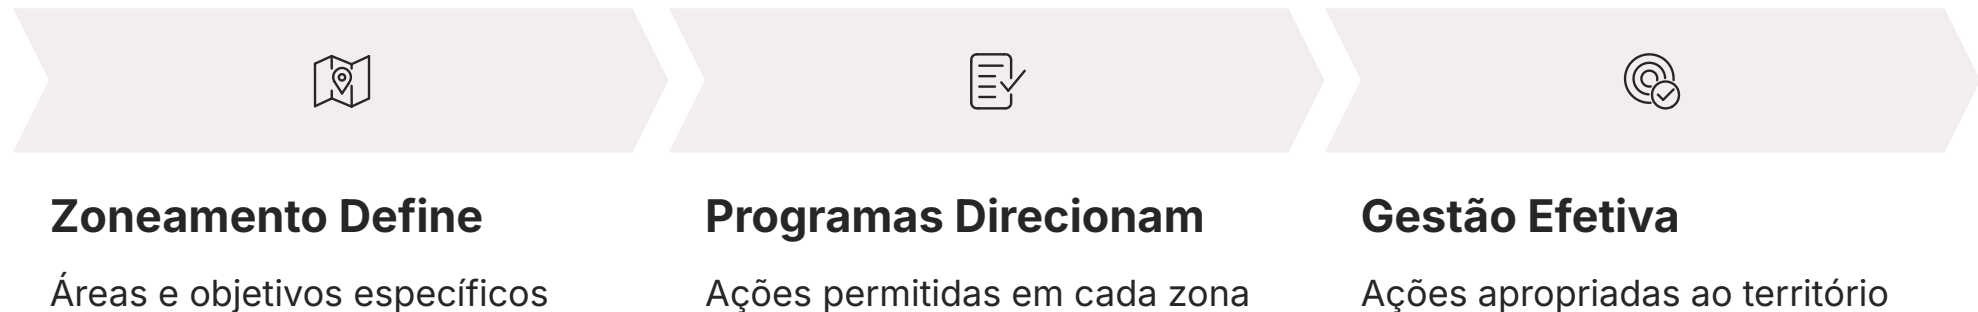 Zoneamento Define
Áreas e objetivos específicos
Programas Direcionam
Ações permitidas em cada zona
Gestão Efetiva
Ações apropriadas ao território